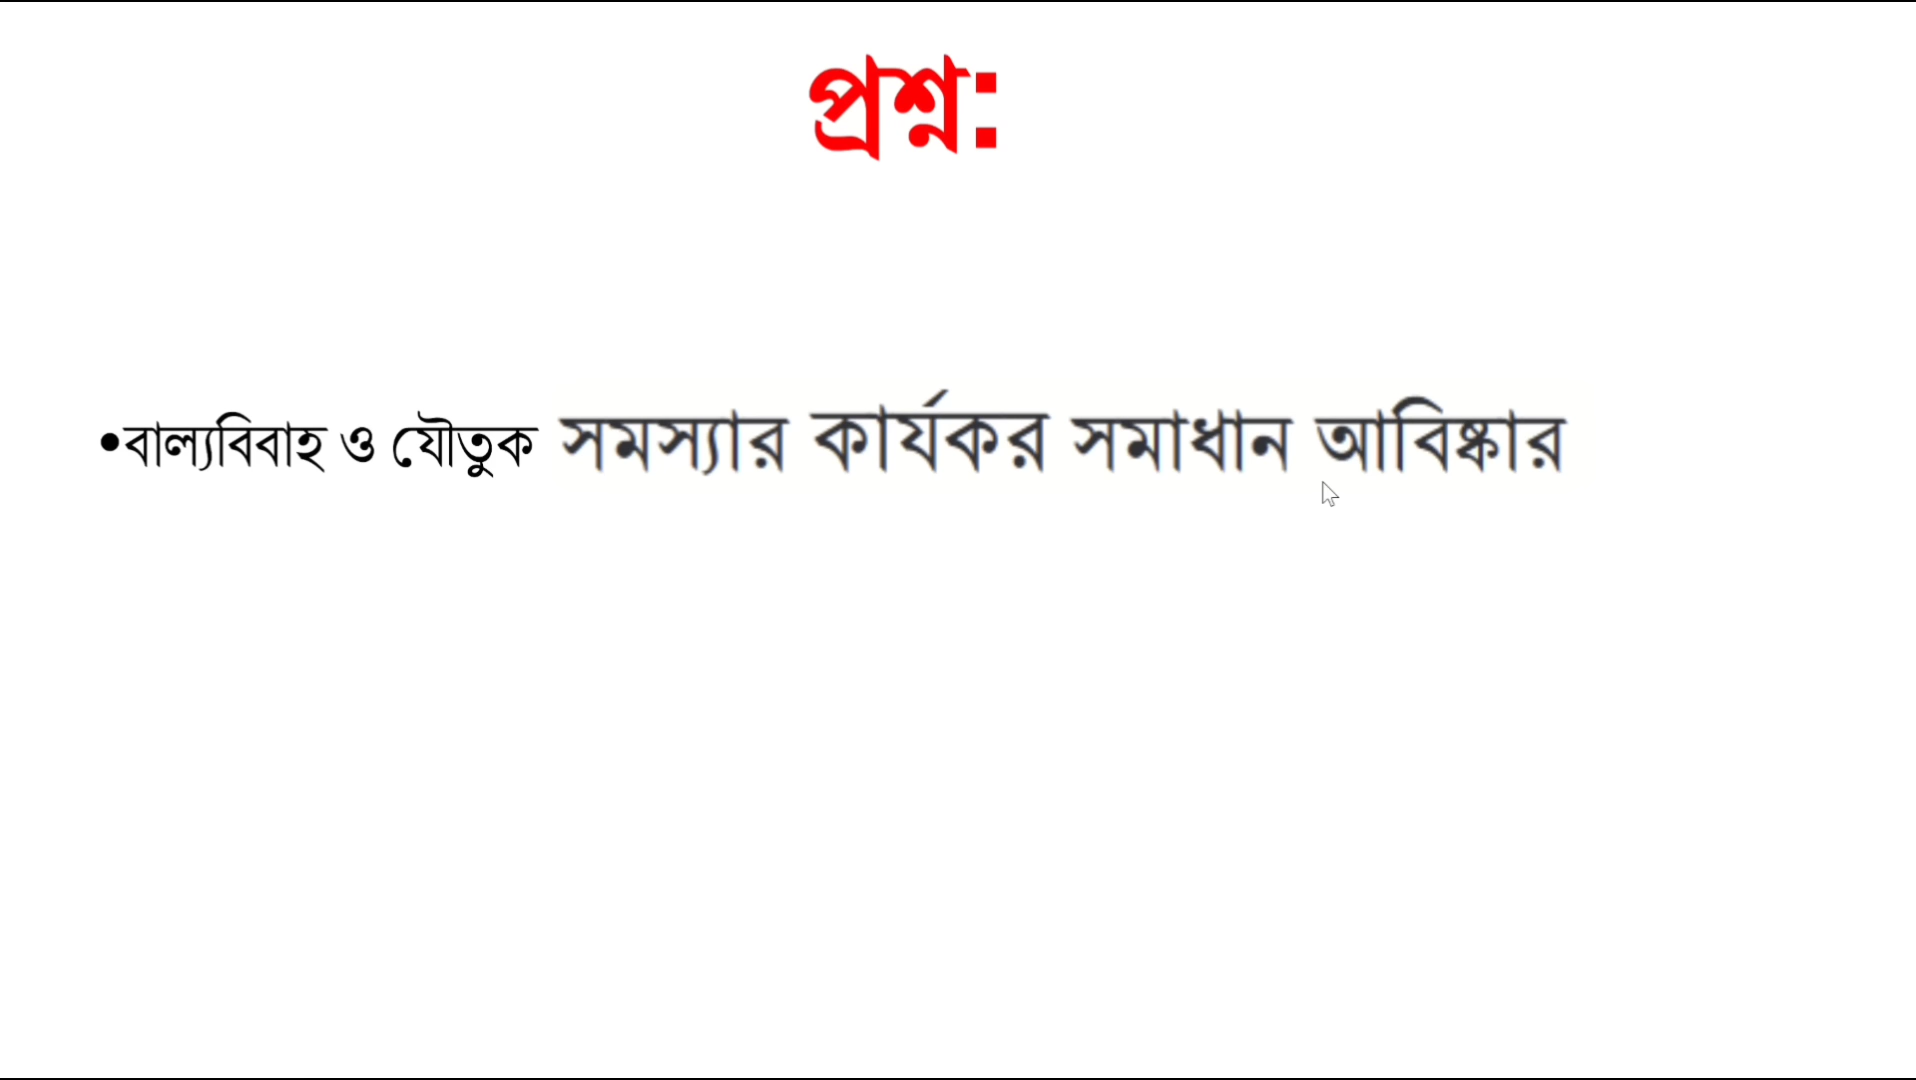 প্রশ্ন:
•বাল্যবিবাহ ও যৌতুক সমস্যার কার্যকর সমাধান আবিষ্কার